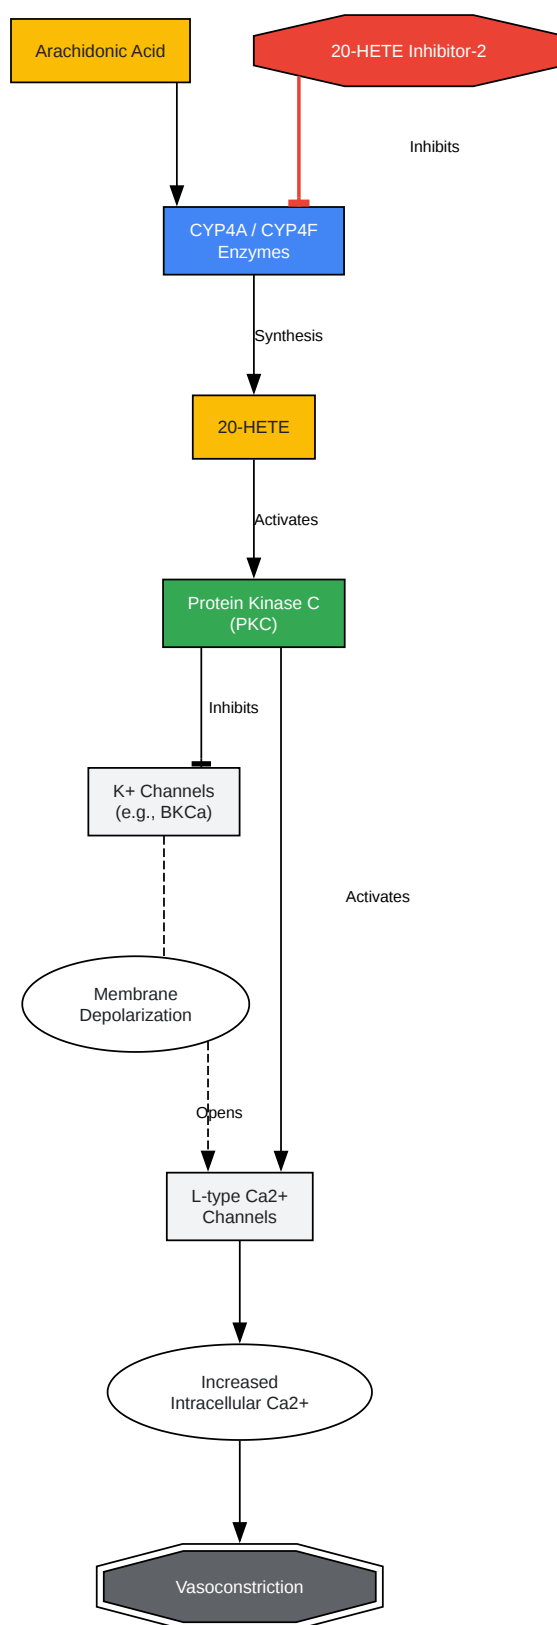 Arachidonic Acid
20-HETE Inhibitor-2
Inhibits
CYP4A / CYP4F
Enzymes
Synthesis
20-HETE
Activates
Protein Kinase C
(PKC)
Inhibits
K+ Channels
(e.g., BKCa)
Activates
Membrane
Depolarization
Opens
L-type Ca2+
Channels
Increased
Intracellular Ca2+
Vasoconstriction